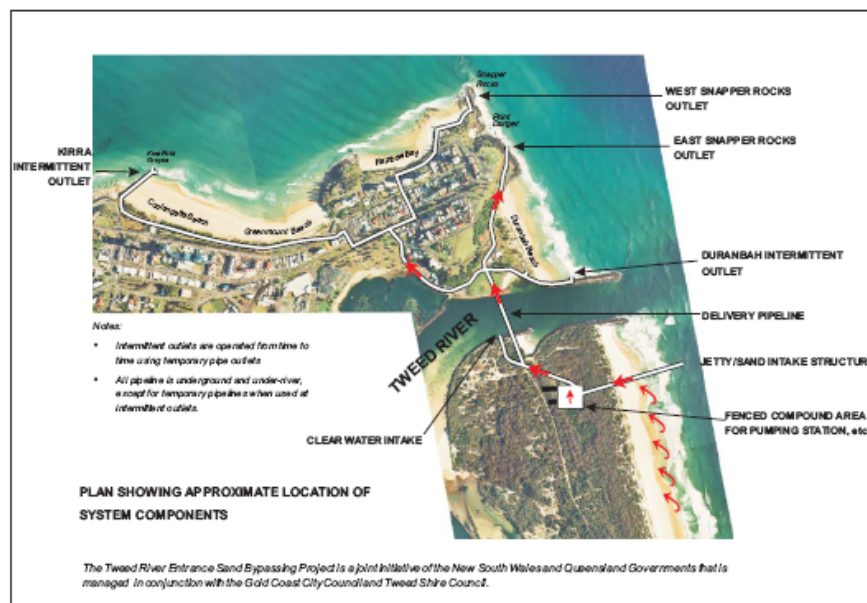 Snapper
Rocks
WEST SNAPPER ROCKS
OUTLET
Point
Danger
EAST SNAPPER ROCKS
OUTLET
KIRRA
INTERMITTENT
OUTLET
Rainbow Bay
Coolangatta Beach
Greenmount Beach
Duranbah Beach
DURANBAH INTERMITTENT
OUTLET
DELIVERY PIPELINE
TWEED RIVER
JETTY/SAND INTAKE STRUCTUR
FENCED COMPOUND AREA
FOR PUMPING STATION, etc
CLEAR WATER INTAKE
Notes:
• Intermittent outlets are operated from time to
time using temporary pipe outlets
• All pipeline is underground and under-river,
except for temporary pipelines when used at
intermittent outlets.
PLAN SHOWING APPROXIMATE LOCATION OF
SYSTEM COMPONENTS
The Tweed River Entrance Sand Bypassing Project is a joint initiative of the New South Wales and Queensland Governments that is
managed in conjunction with the Gold Coast City Council and Tweed Shire Council.